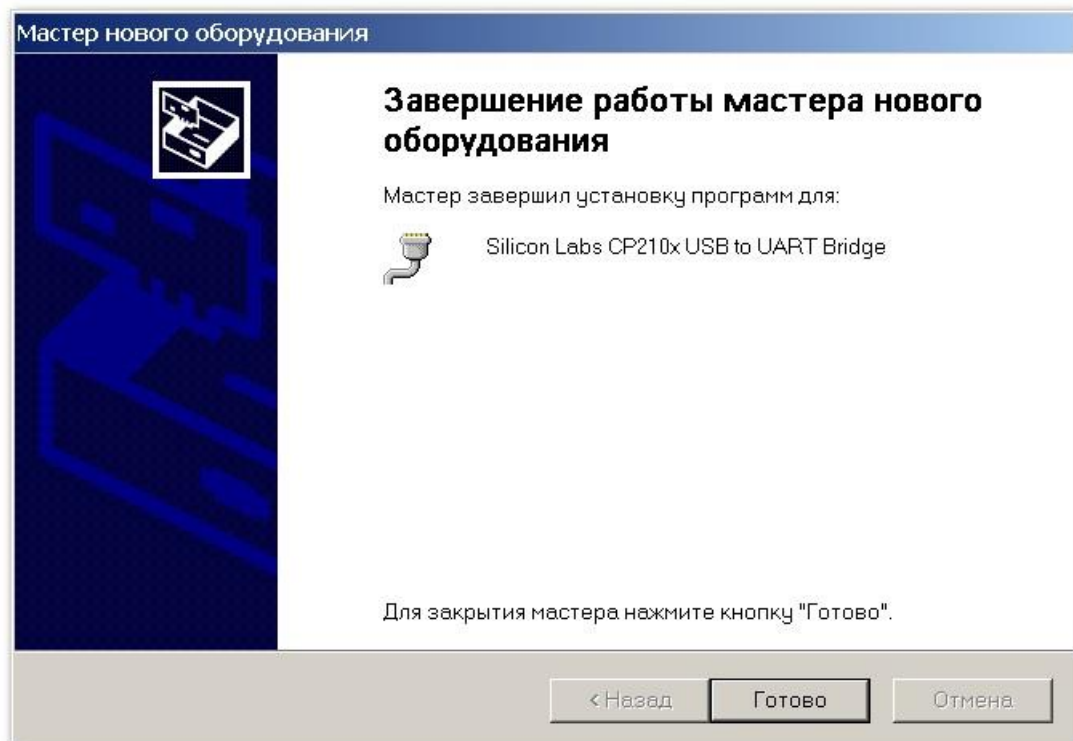 Мастер нового оборудования
Завершение работы мастера нового
оборудования
Мастер завершил установку программ для:
Silicon Labs CP210x USB to UART Bridge
Для закрытия мастера нажмите кнопку "Готово".
< Назад
Готово
Отмена